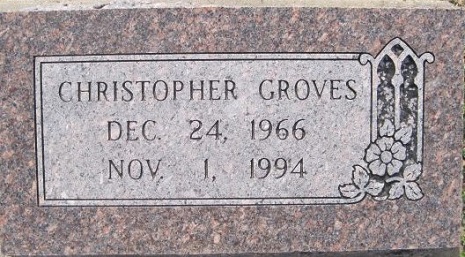 CHRISTOPHER GROVES
DEC. 24, 1966
NOV. 1, 1994